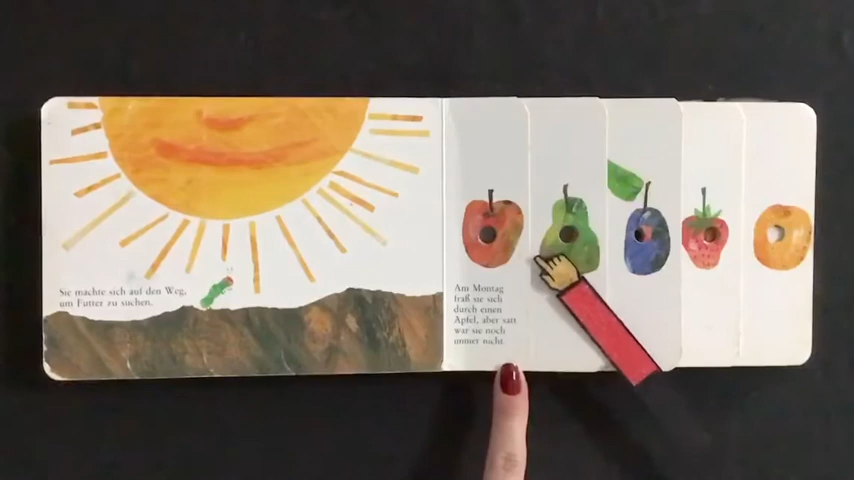 Sie machte sich auf den Weg,
um Futter zu suchen.
Am Montag
fraß sie sich
durch einen
Apfel, aber satt
war sie noch
immer nicht.